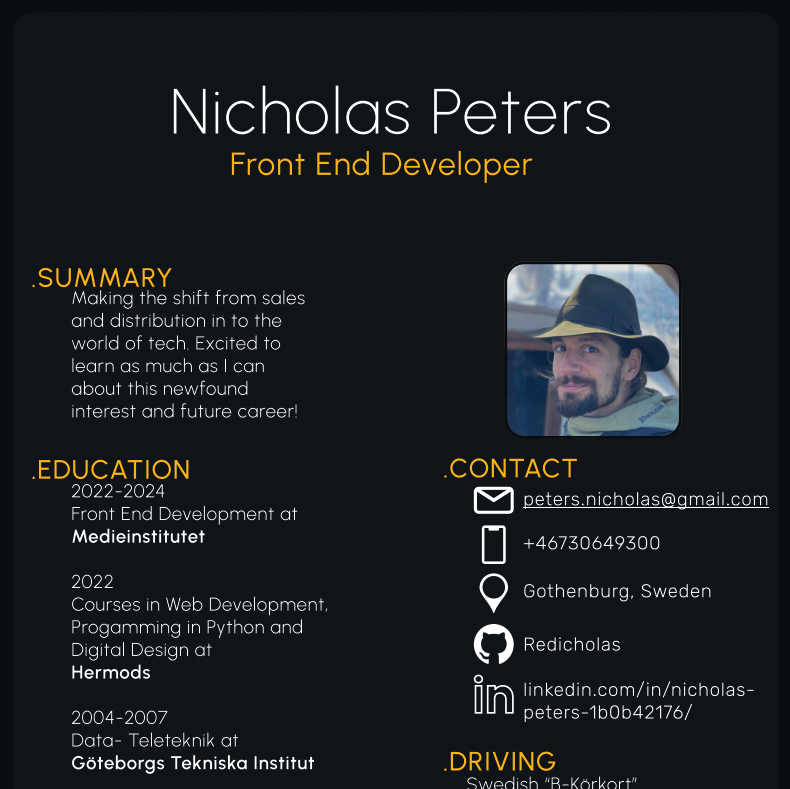 Nicholas Peters
Front End Developer
.SUMMARY
Making the shift from sales
and distribution in to the
world of tech. Excited to
learn as much as I can
about this newfound
interest and future career!
.EDUCATION
2022-2024
Front End Development at
Medieinstitutet
2022
Courses in Web Development,
Progamming in Python and
Digital Design at
Hermods
2004-2007
Data- Teleteknik at
Göteborgs Tekniska Institut
.CONTACT
peters.nicholas@gmail.com
+46730649300
Gothenburg, Sweden
Redicholas
in
linkedin.com/in/nicholas-
peters-1b0b42176/
.DRIVING
Swedish "B-Körkort"